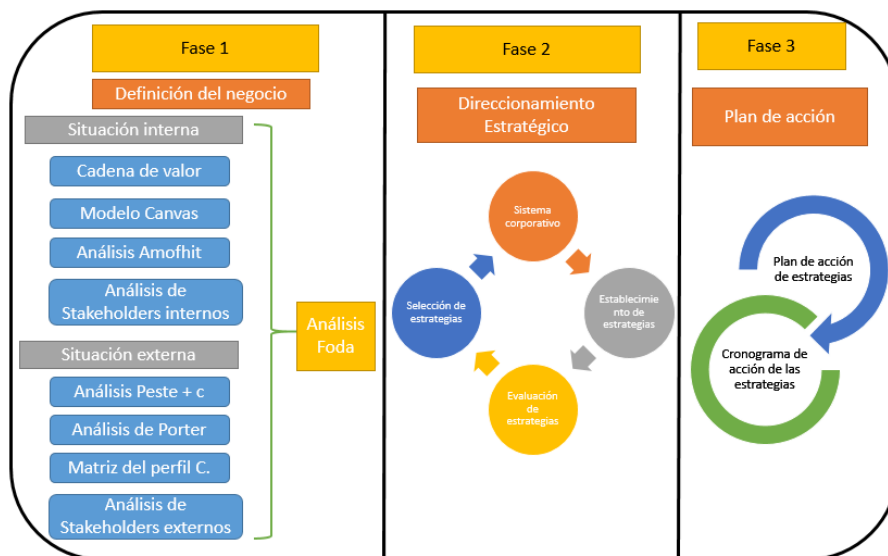 Fase 1
Definición del negocio
Situación interna
Cadena de valor
Modelo Canvas
Análisis Amofhit
Análisis de
Stakeholders internos
Situación externa
Análisis Peste + c
Análisis de Porter
Matriz del perfil C.
Análisis de
Stakeholders externos
Análisis
Foda
Fase 2
Direccionamiento
Estratégico
Sistema
corporativo
Establecimie
nto de
estrategias
Evaluación
de
estrategias
Selección de
estrategias
Fase 3
Plan de acción
Plan de acción
de estrategias
Cronograma de
acción de las
estrategias